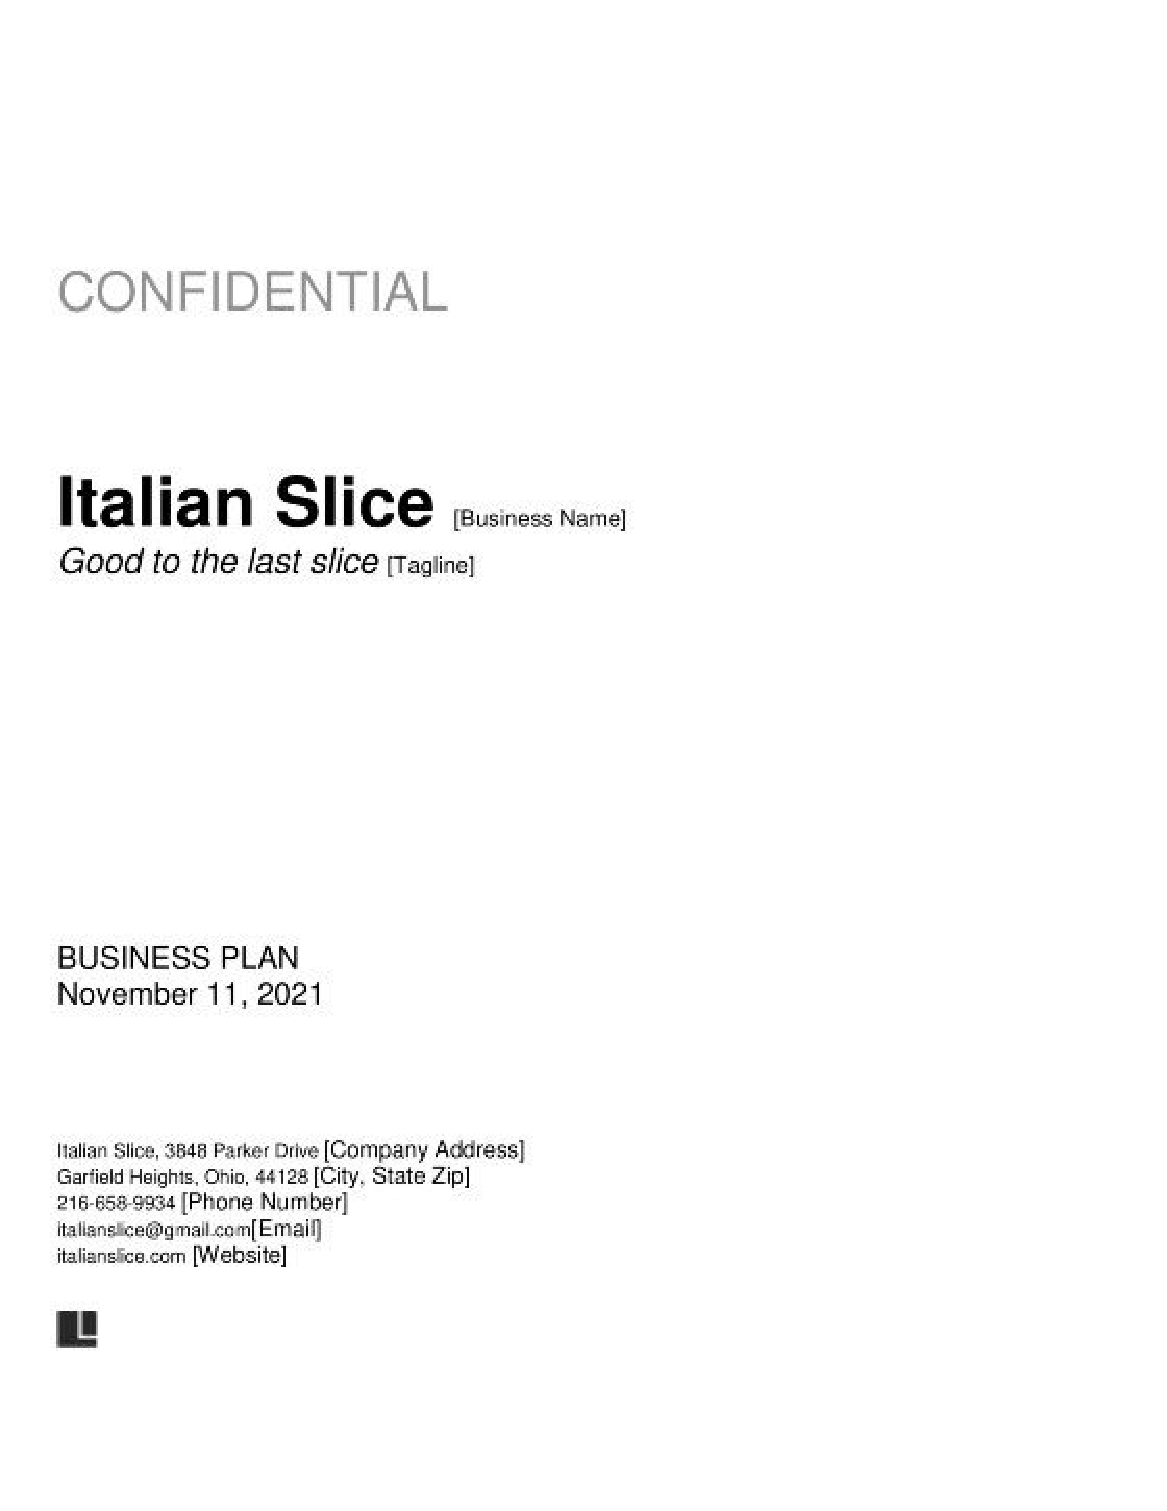 CONFIDENTIAL
Italian Slice [Business Name]
Good to the last slice [Tagline]
BUSINESS PLAN
November 11, 2021
Italian Slice, 3848 Parker Drive [Company Address]
Garfield Heights, Ohio, 44128 [City, State Zip]
216-658-9934 [Phone Number]
italianslice@gmail.com[Email]
italianslice.com [Website]